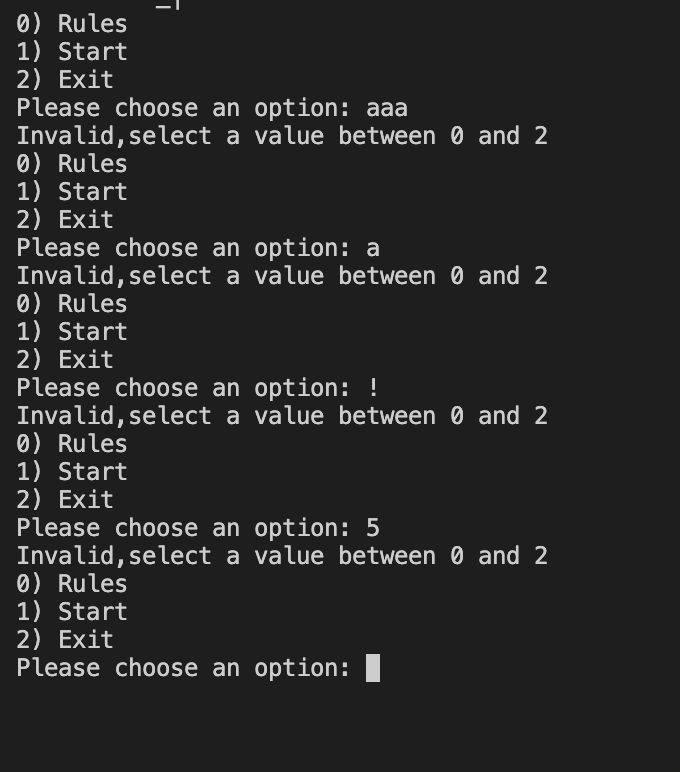 0) Rules
1) Start
2) Exit
Please choose an option: aaa
Invalid,select a value between 0 and 2
0) Rules
1) Start
2) Exit
Please choose an option: a
Invalid,select a value between 0 and 2
0) Rules
1) Start
2) Exit
Please choose an option: !
Invalid,select a value between 0 and 2
0) Rules
1) Start
2) Exit
Please choose an option: 5
Invalid,select a value between 0 and 2
0) Rules
1) Start
2) Exit
Please choose an option: